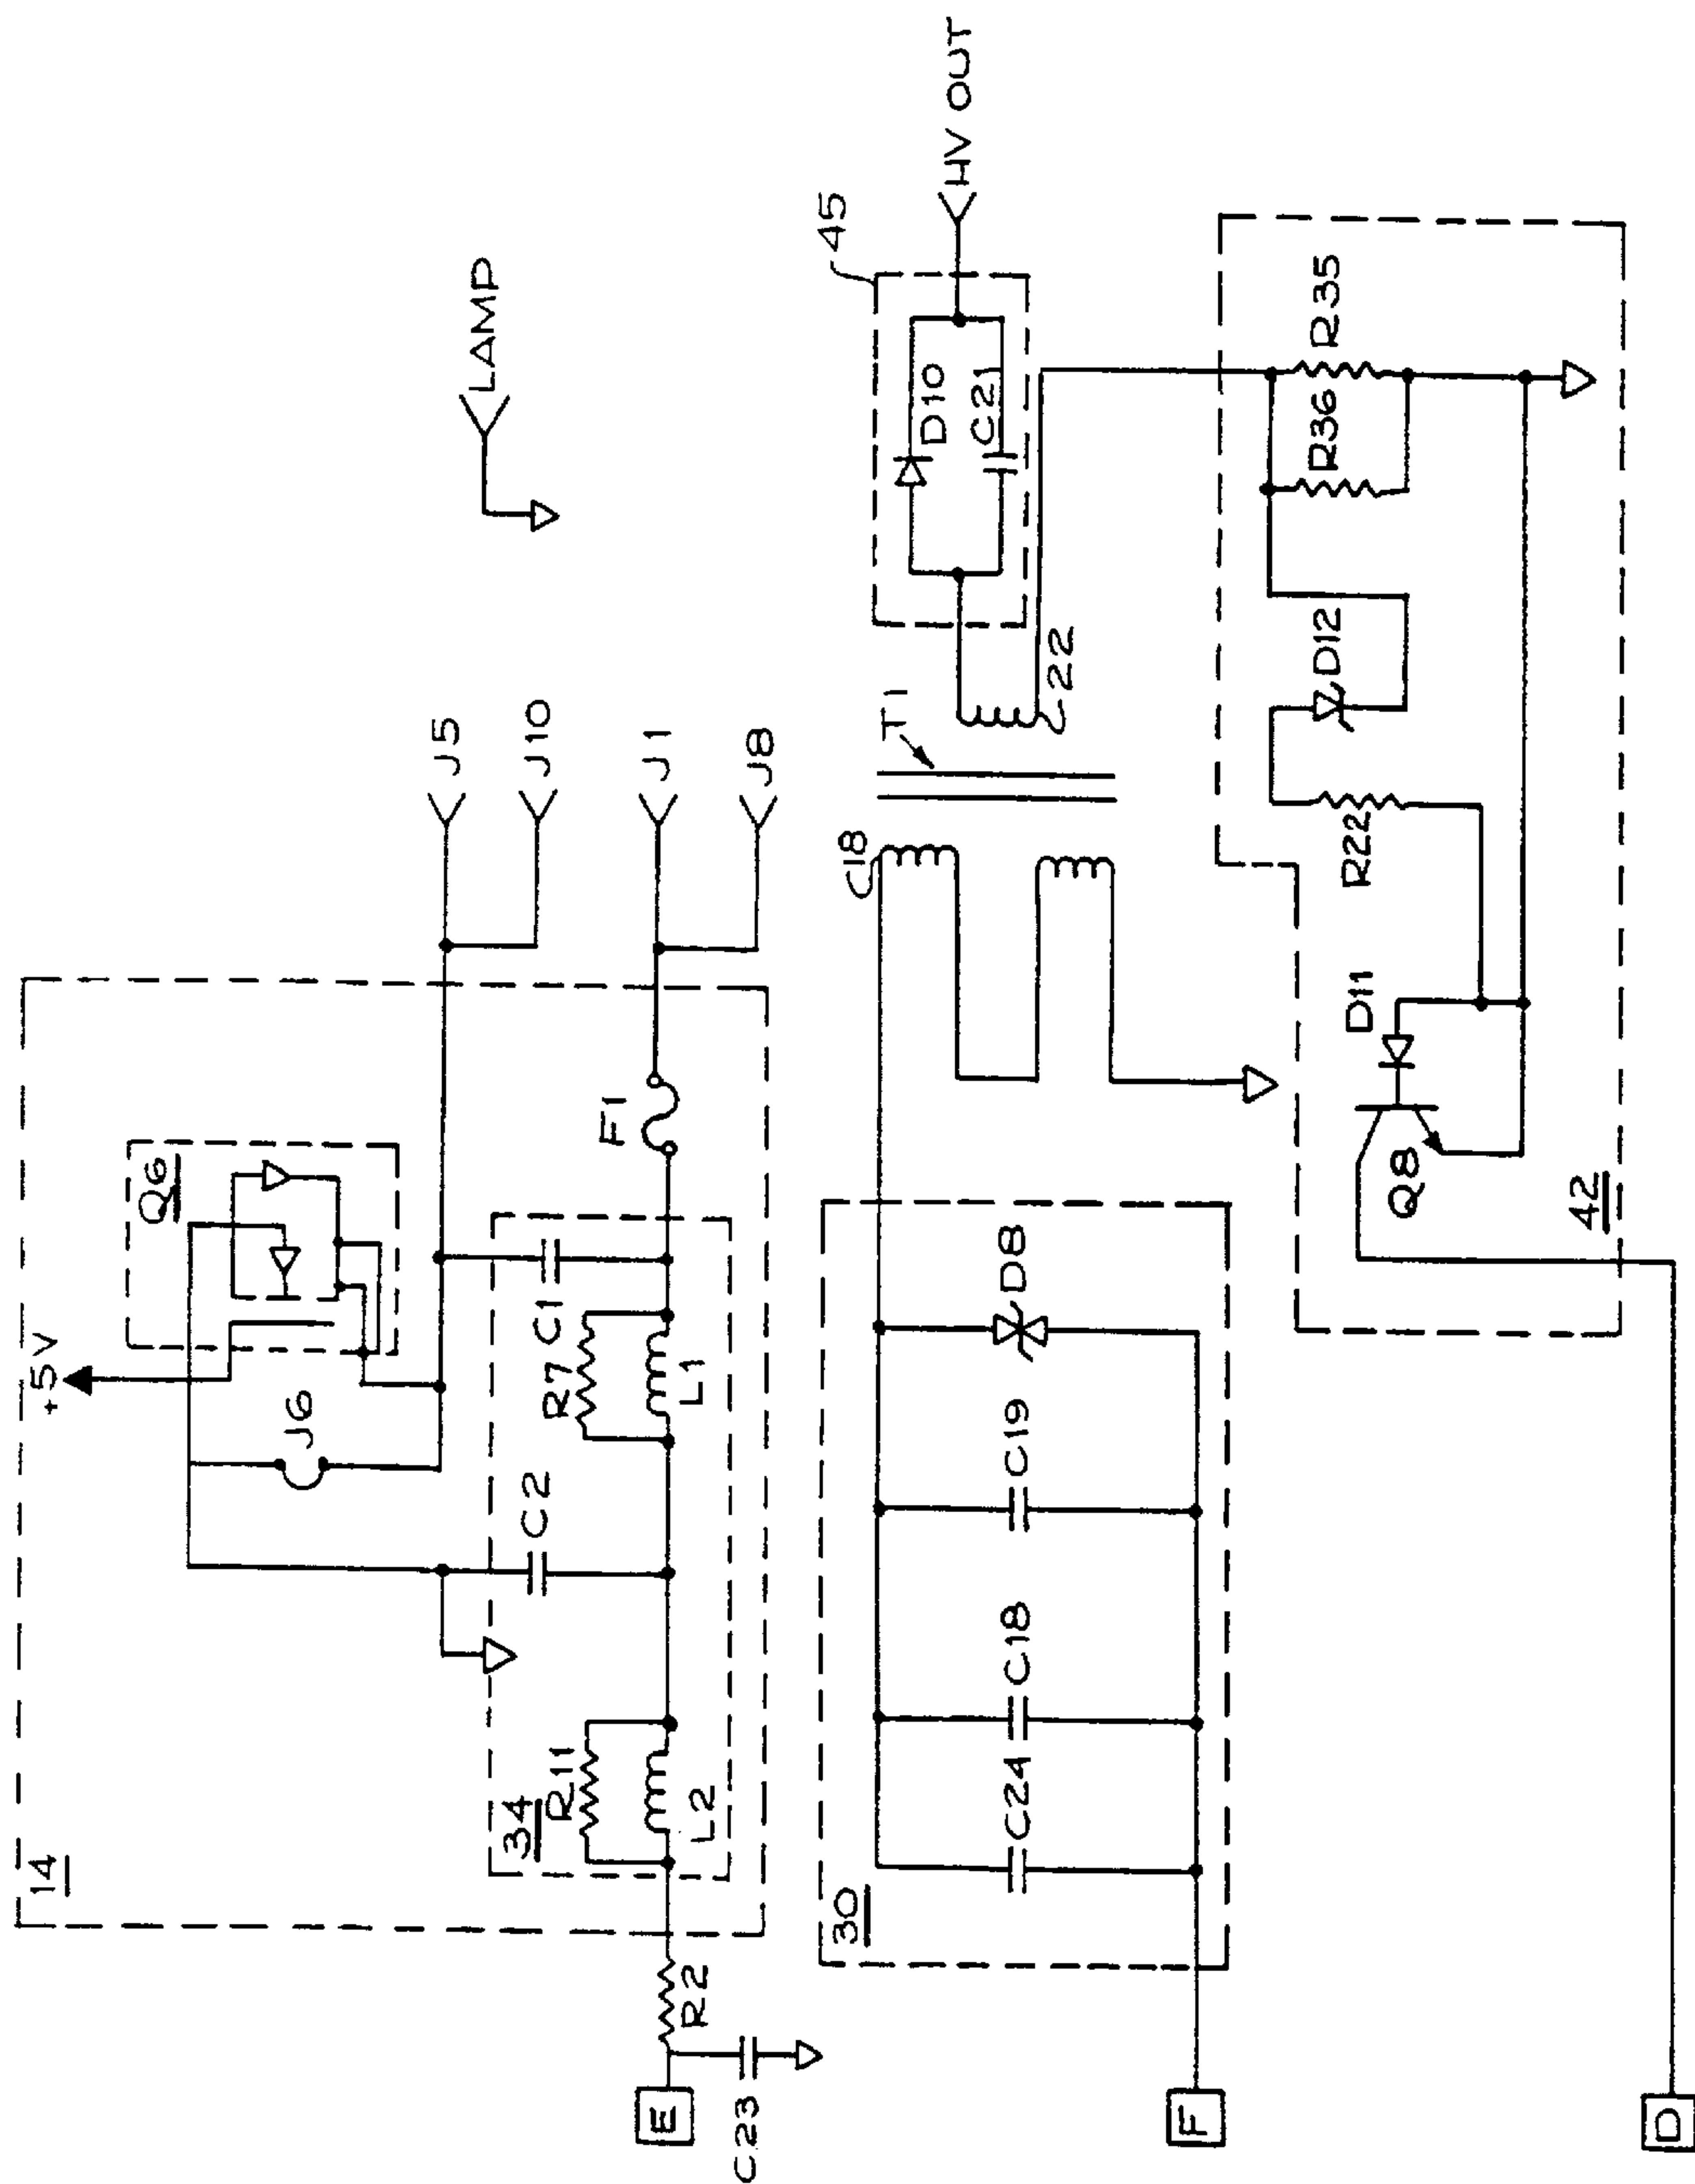 14
+5V
Q6
J6
J5
LAMP
C2
C1
J10
34
R11
R7
F1
E
J1
R2
L2
L1
C23
J8
45
30
18
T1
D10
HV OUT
C21
C24
C18
C19
D8
22
F
D12
R36
R35
R22
D11
Q8
42
D